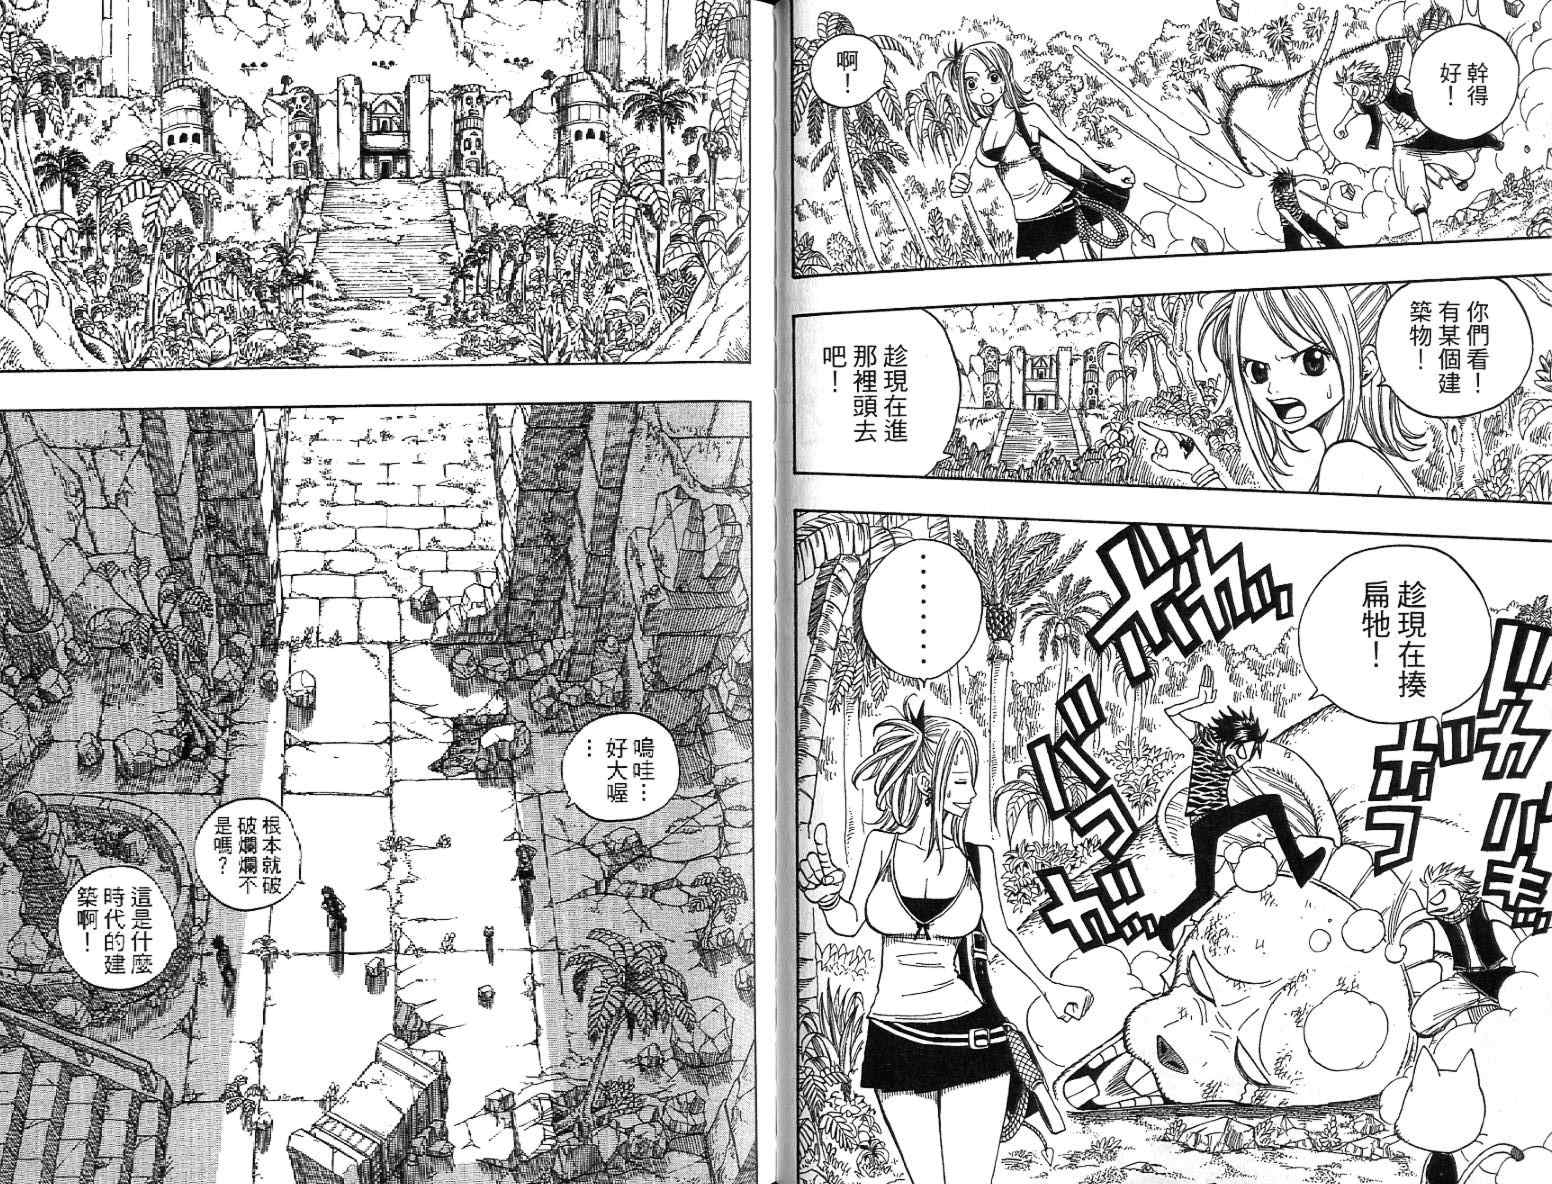 幹得
好！
啊！
你們看！
有某個建
築物！
趁現在進
那裡頭去
吧！
趁現在揍
扁牠！
………
嗚哇…
好大喔
…
根本就破
破爛爛不
是嗎？
這是什麼
時代的建
築啊！